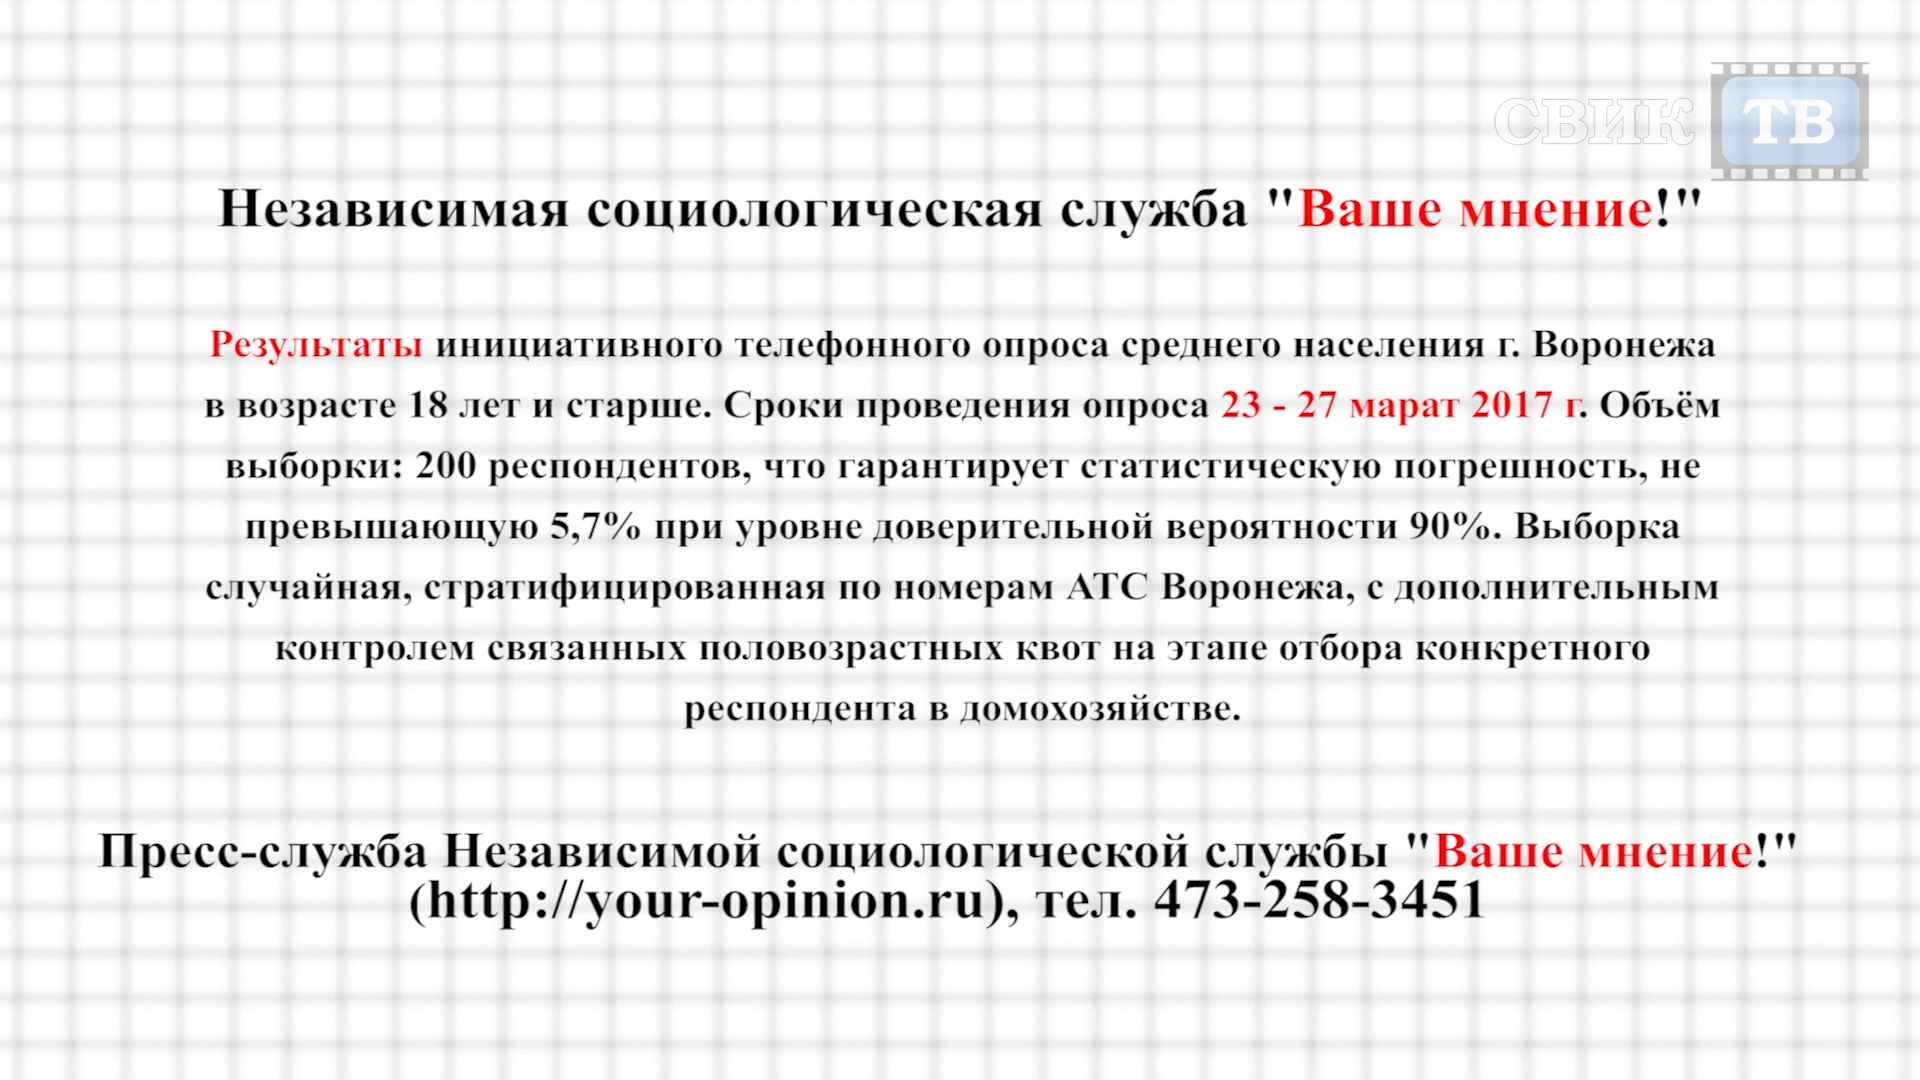 СВИК ТВ
Независимая социологическая служба "Ваше мнение!"
Результаты инициативного телефонного опроса среднего населения г. Воронежа
в возрасте 18 лет и старше. Сроки проведения опроса 23 - 27 марат 2017 г. Объём
выборки: 200 респондентов, что гарантирует статистическую погрешность, не
превышающую 5,7% при уровне доверительной вероятности 90%. Выборка
случайная, стратифицированная по номерам АТС Воронежа, с дополнительным
контролем связанных половозрастных квот на этапе отбора конкретного
респондента в домохозяйстве.
Пресс-служба Независимой социологической службы "Ваше мнение!"
(http://your-opinion.ru), тел. 473-258-3451